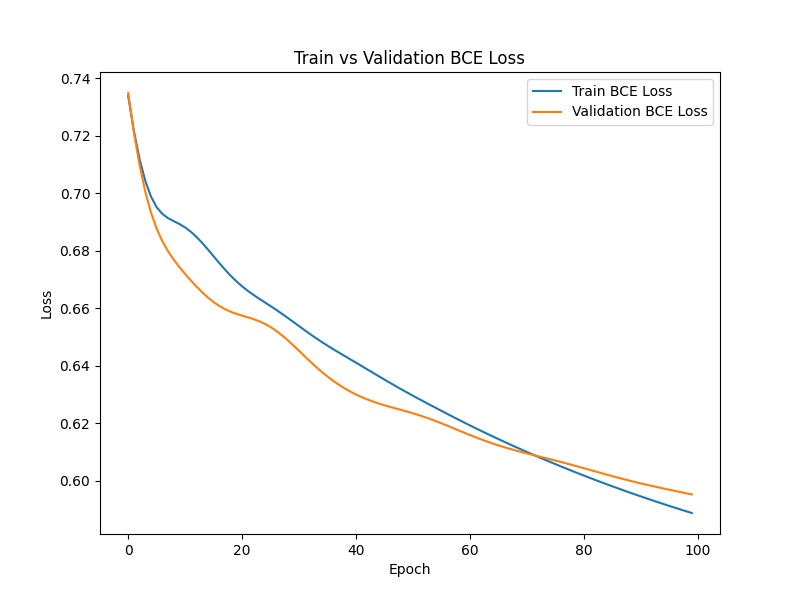 Train vs Validation BCE Loss
Train BCE Loss
Validation BCE Loss
0.74
0.72
0.70
0.68
0.66
0.64
0.62
0.60
Loss
0 20 40 60 80 100
Epoch